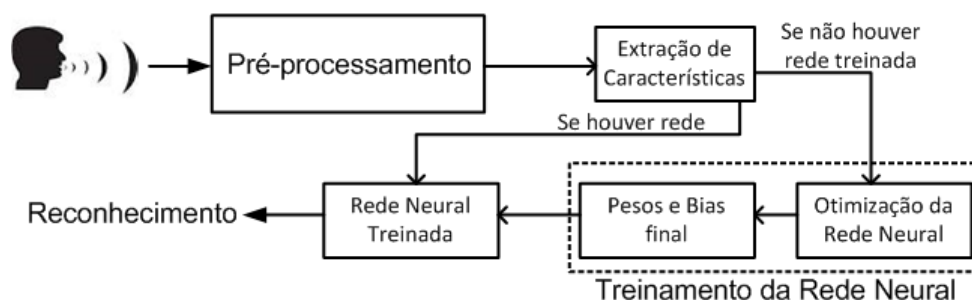 Pré-processamento
Extração de
Características
Se não houver
rede treinada
Se houver rede
Reconhecimento
Rede Neural
Treinada
Pesos e Bias
final
Otimização da
Rede Neural
Treinamento da Rede Neural